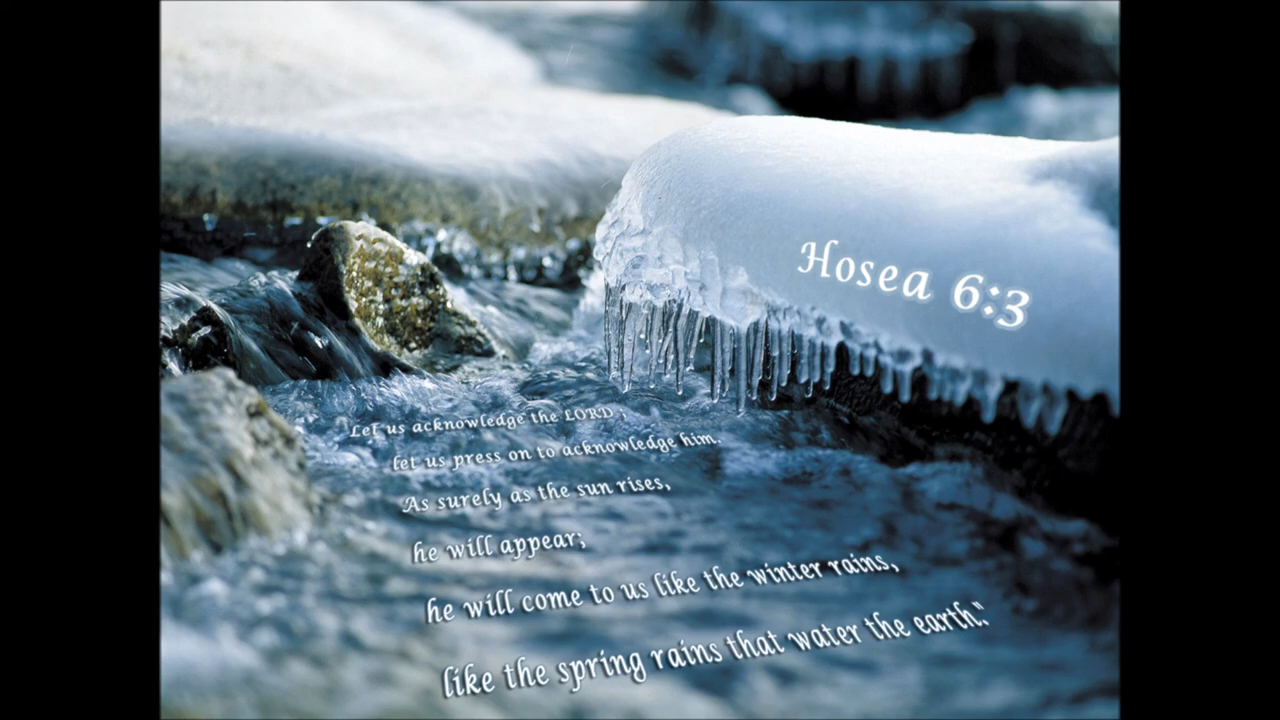 Hosea 6:3
Let us acknowledge the LORD ;
let us press on to acknowledge him.
As surely as the sun rises,
he will appear;
he will come to us like the winter rains,
like the spring rains that water the earth."